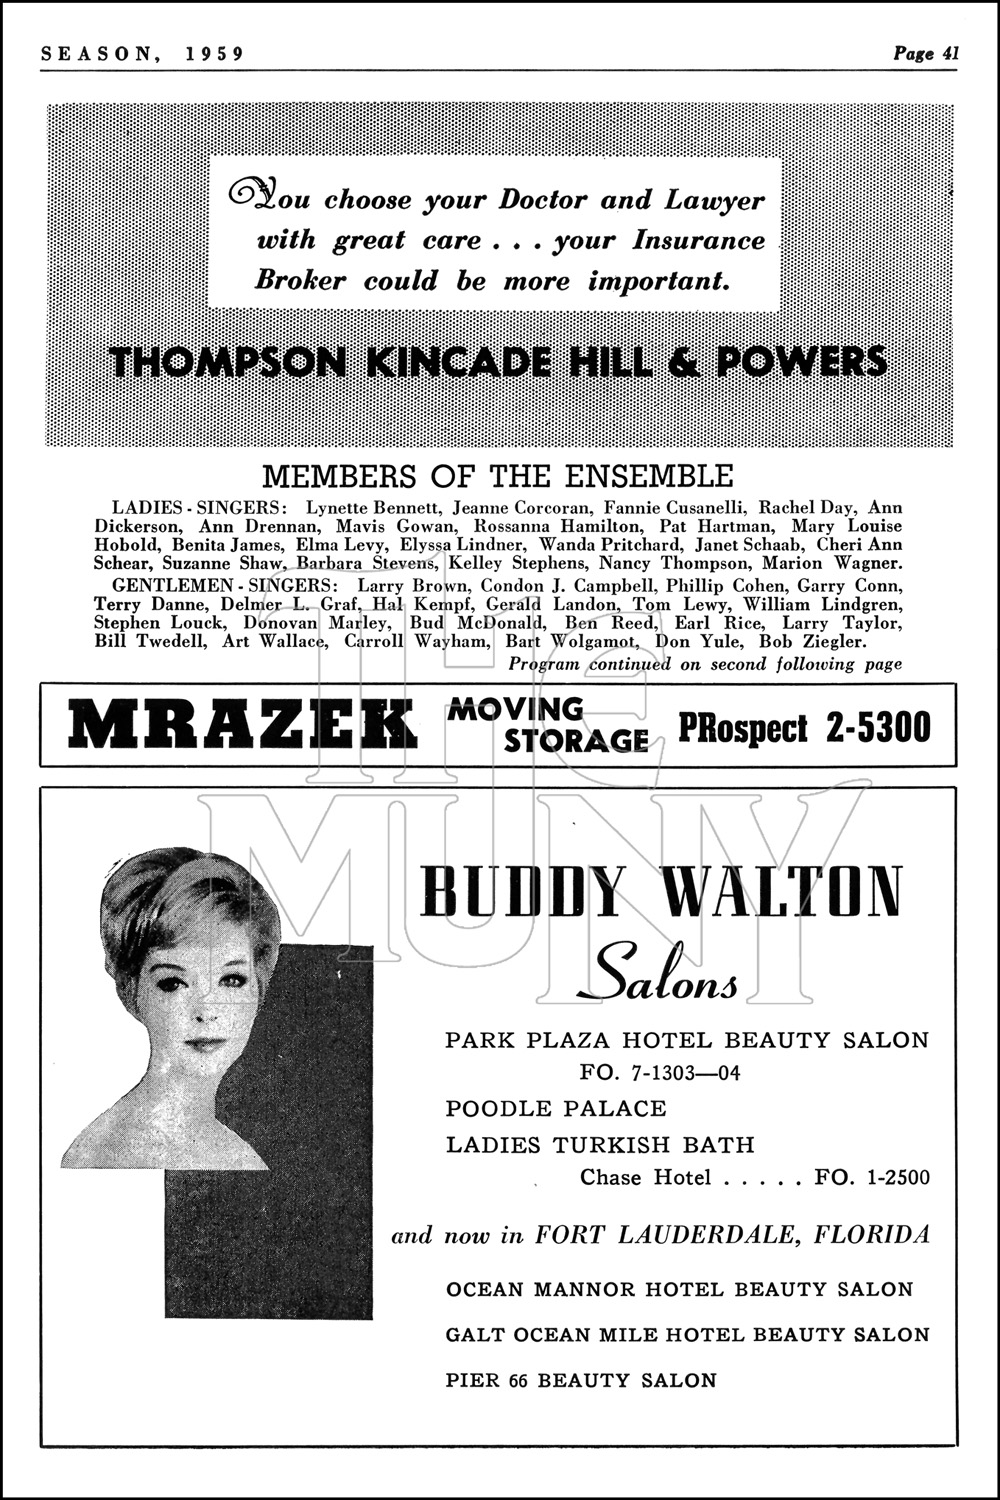 SEASON, 1959
Page 41
You choose your Doctor and Lawyer
with great care . . . your Insurance
Broker could be more important.
THOMPSON KINCADE HILL & POWERS
MEMBERS OF THE ENSEMBLE
LADIES - SINGERS: Lynette Bennett, Jeanne Corcoran, Fannie Cusanelli, Rachel Day, Ann
Dickerson, Ann Drennan, Mavis Gowan, Rossanna Hamilton, Pat Hartman, Mary Louise
Hobold, Benita James, Elma Levy, Elyssa Lindner, Wanda Pritchard, Janet Schaab, Cheri Ann
Schear, Suzanne Shaw, Barbara Stevens, Kelley Stephens, Nancy Thompson, Marion Wagner.
GENTLEMEN - SINGERS: Larry Brown, Condon J. Campbell, Phillip Cohen, Garry Conn,
Terry Danne, Delmer L. Graf, Hal Kempf, Gerald Landon, Tom Lewy, William Lindgren,
Stephen Louck, Donovan Marley, Bud McDonald, Ben Reed, Earl Rice, Larry Taylor,
Bill Twedell, Art Wallace, Carroll Wayham, Bart Wolgamot, Don Yule, Bob Ziegler.
Program continued on second following page
MRAZEK MOVING STORAGE PRospect 2-5300
THE
MUNY
BUDDY WALTON
Salons
PARK PLAZA HOTEL BEAUTY SALON
FO. 7-1303—04
POODLE PALACE
LADIES TURKISH BATH
Chase Hotel . . . . . FO. 1-2500
and now in FORT LAUDERDALE, FLORIDA
OCEAN MANNOR HOTEL BEAUTY SALON
GALT OCEAN MILE HOTEL BEAUTY SALON
PIER 66 BEAUTY SALON